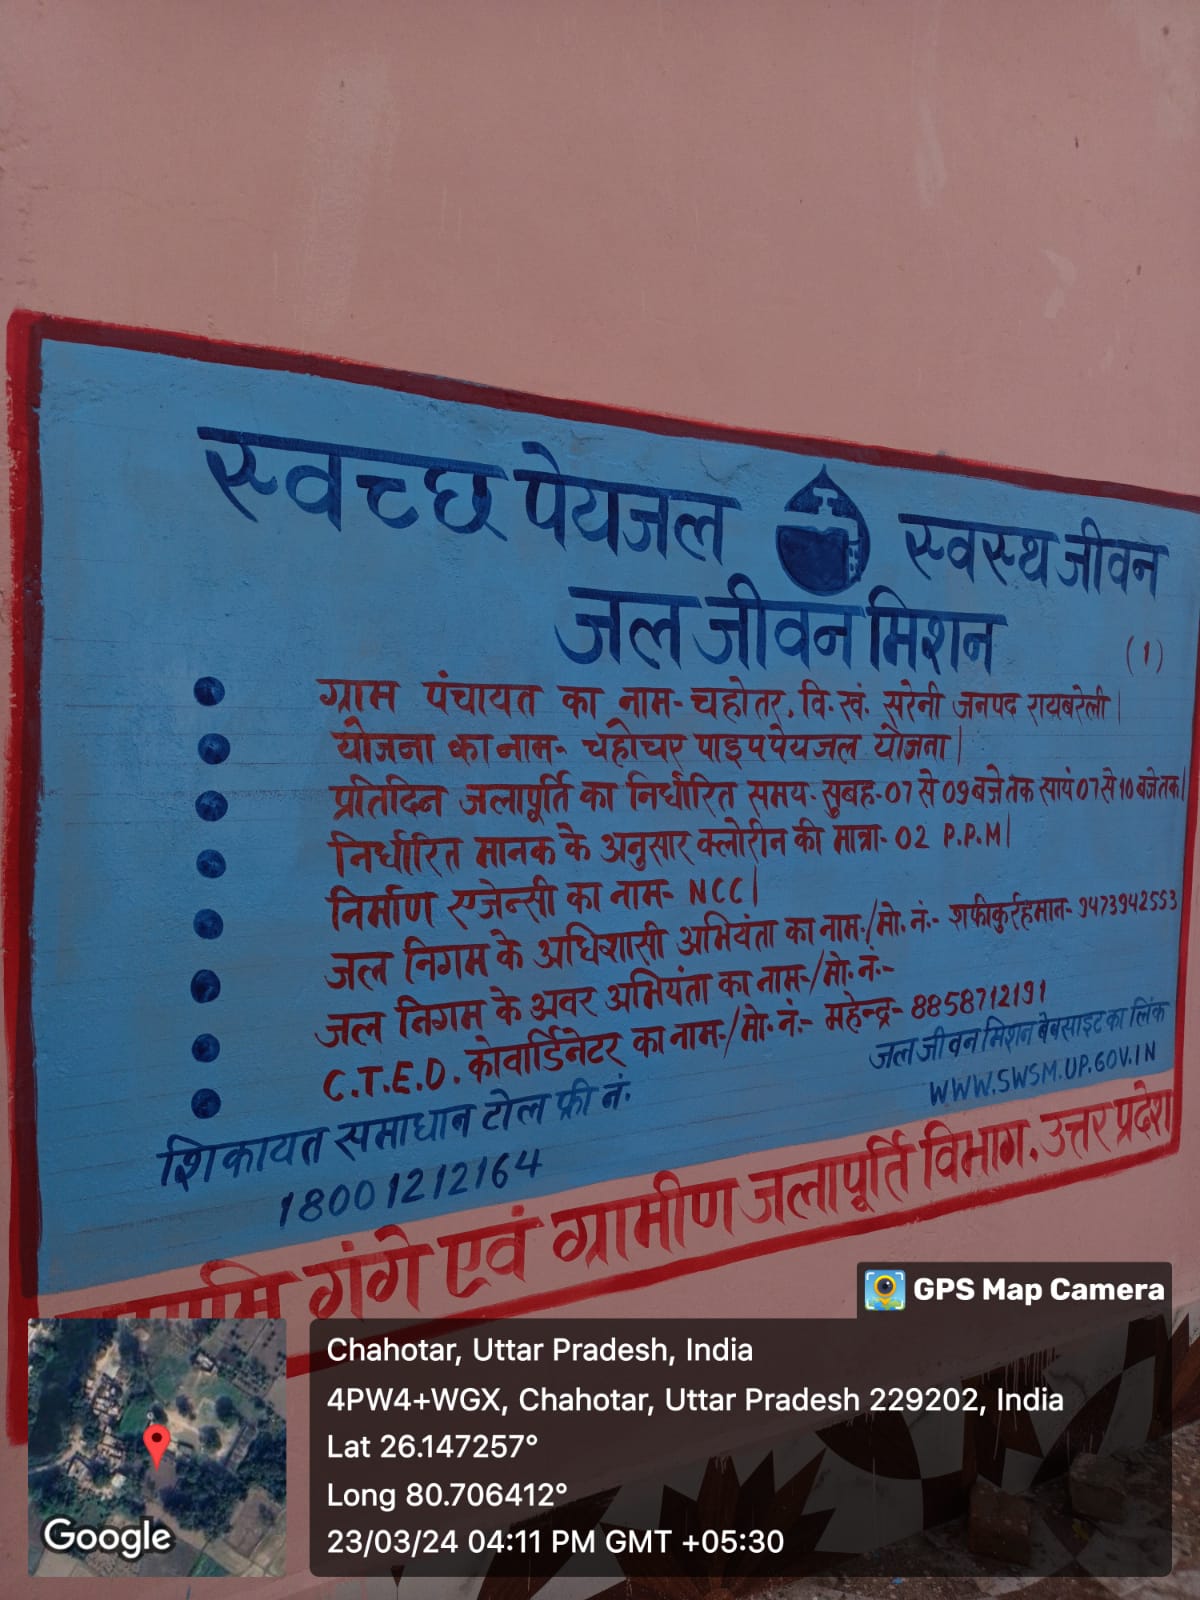 स्वच्छ पेयजल स्वस्थ जीवन
जल जीवन मिशन
(1)
ग्राम पंचायत का नाम- चहोतर, वि.खं. सरेनी जनपद रायबरेली।
योजना का नाम- चहोचए पाइप पेयजल योजना।
प्रतिदिन जलापूर्ति का निर्धारित समय- सुबह-07 से 09 बजे तक सायं 07 से 10 बजे तक।
निर्धारित मानक के अनुसार क्लोरीन की मात्रा- 02 P.P.M।
निर्माण एजेन्सी का नाम- NCC।
जल निगम के अधिशासी अभियंता का नाम-/मो. नं.- शफीकुर्रहमान- 9473942553
जल निगम के अवर अभियंता का नाम-/मो.नं.-
C.T.E.D. कोवार्डिनेटर का नाम-/मो. नं.- महेन्द्र- 8858712191
जल जीवन मिशन बेबसाइट का लिंक
WWW.SWSM.UP.GOV.IN
शिकायत समाधान टोल फ्री नं.
18001212164
गंगे एवं ग्रामीण जलापूर्ति विभाग, उत्तर प्रदेश
GPS Map Camera
Chahotar, Uttar Pradesh, India
4PW4+WGX, Chahotar, Uttar Pradesh 229202, India
Lat 26.147257°
Long 80.706412°
23/03/24 04:11 PM GMT +05:30
Google